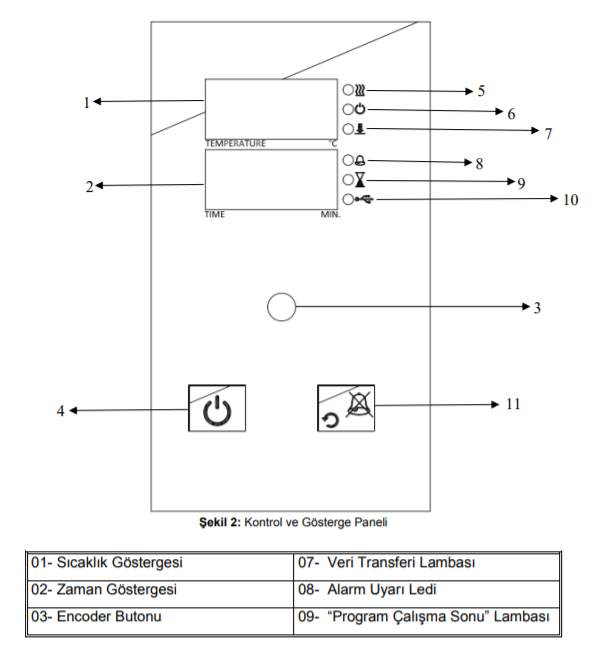 1
5
6
7
TEMPERATURE °C
8
2
9
10
TIME MIN.
3
4
11
Şekil 2: Kontrol ve Gösterge Paneli
01- Sıcaklık Göstergesi
07- Veri Transferi Lambası
02- Zaman Göstergesi
08- Alarm Uyarı Ledi
03- Encoder Butonu
09- “Program Çalışma Sonu” Lambası